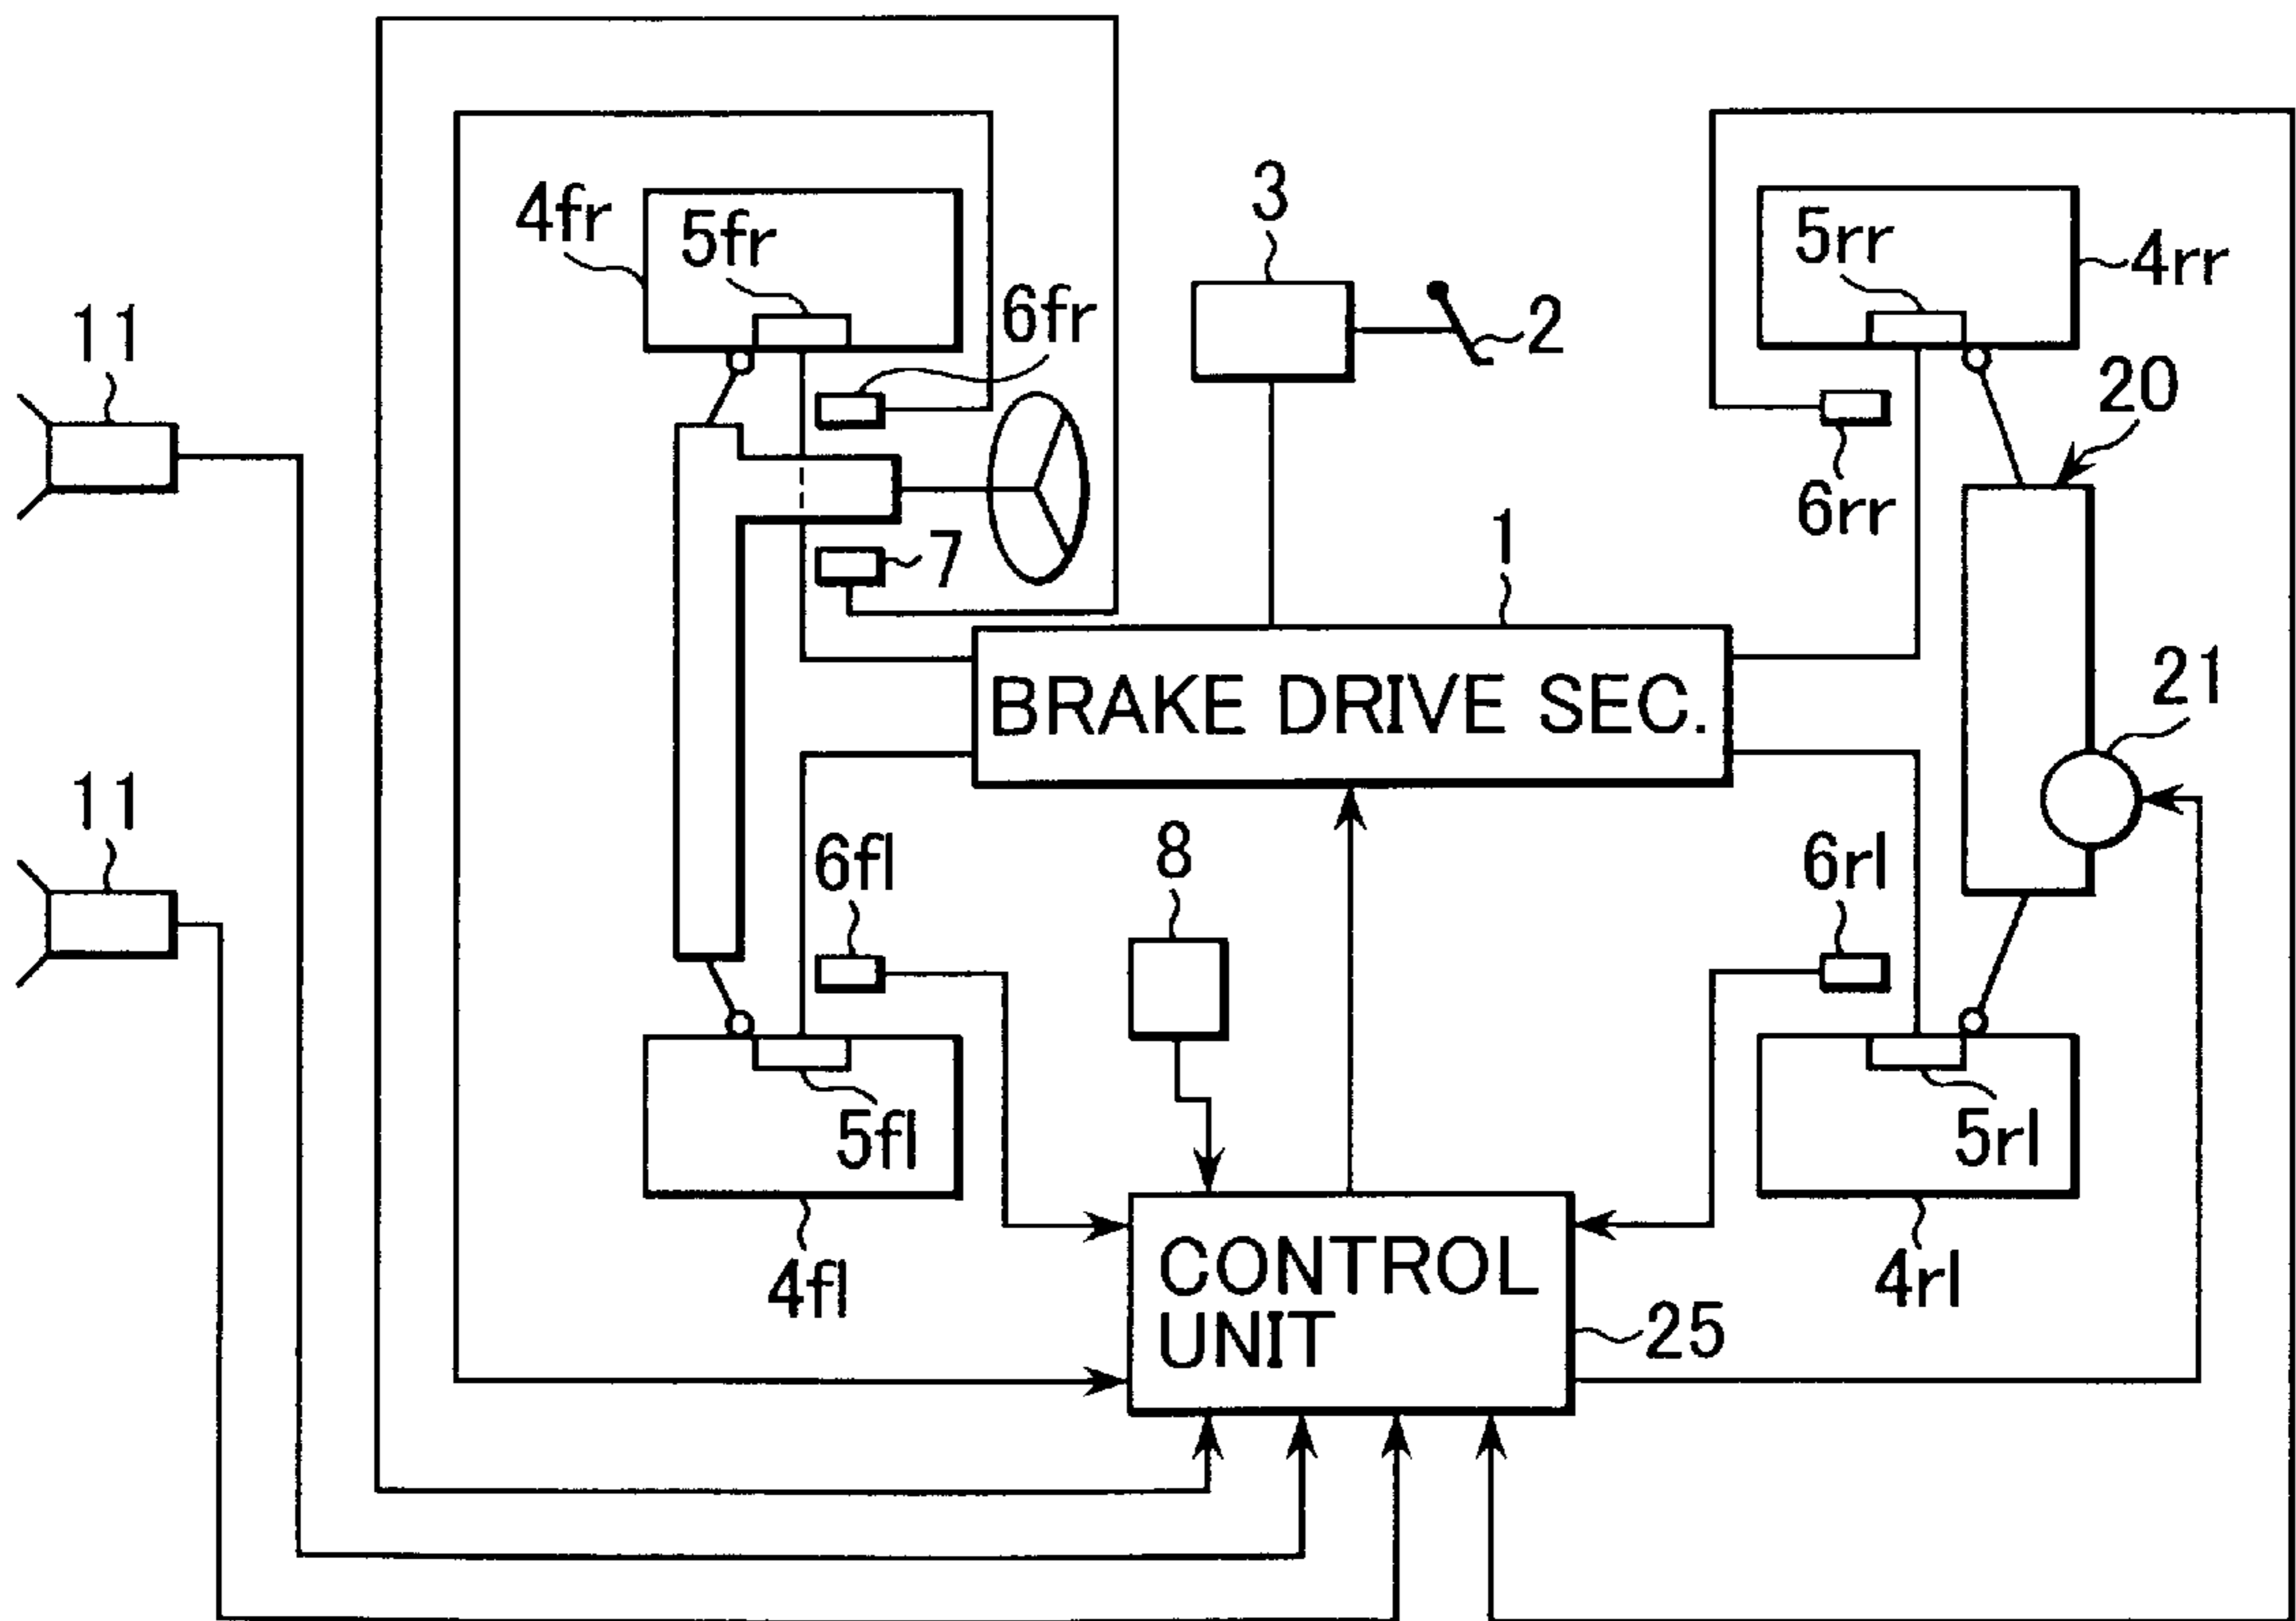 3
4fr
5fr
5rr
4rr
6fr
2
11
20
6rr
7
1
BRAKE DRIVE SEC.
21
11
6fl
8
6rl
5fl
5rl
4fl
CONTROL
UNIT
4rl
25